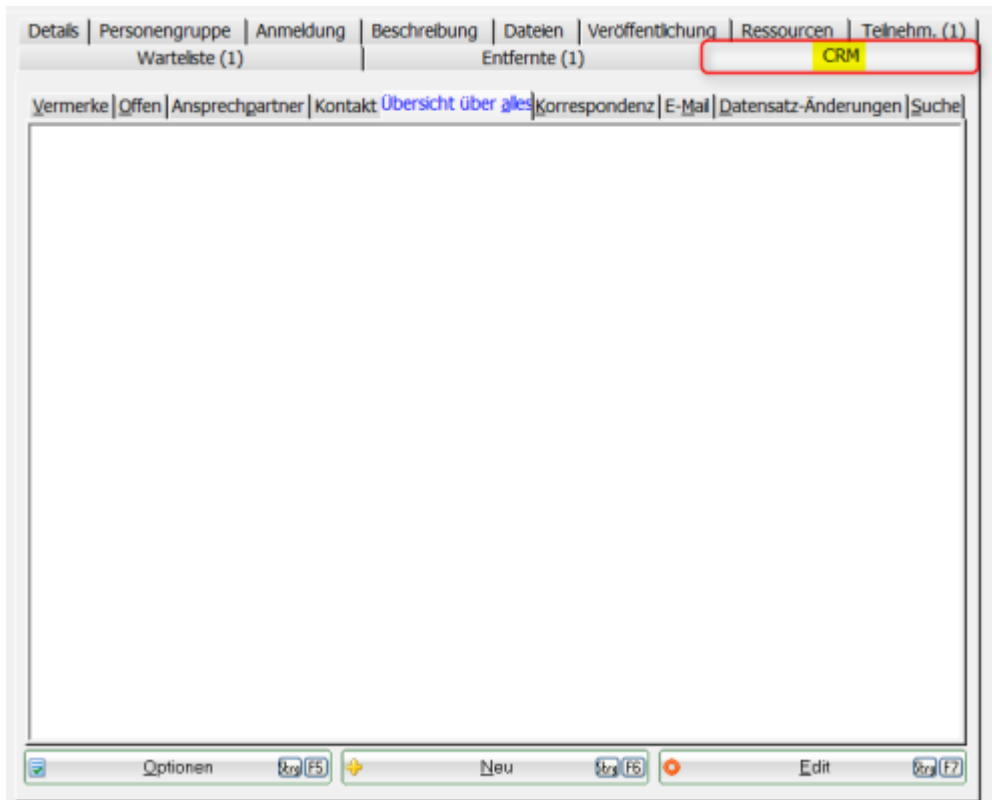 Details Personengruppe Anmeldung Beschreibung Dateien Veröffentlichung Ressourcen Teilnehm. (1)
Warteliste (1) Entfernte (1) CRM
Vermerke Offen Ansprechpartner Kontakt Übersicht über alles Korrespondenz E-Mail Datensatz-Änderungen Suche
Optionen Strg F5 Neu Strg F6 Edit Strg F7